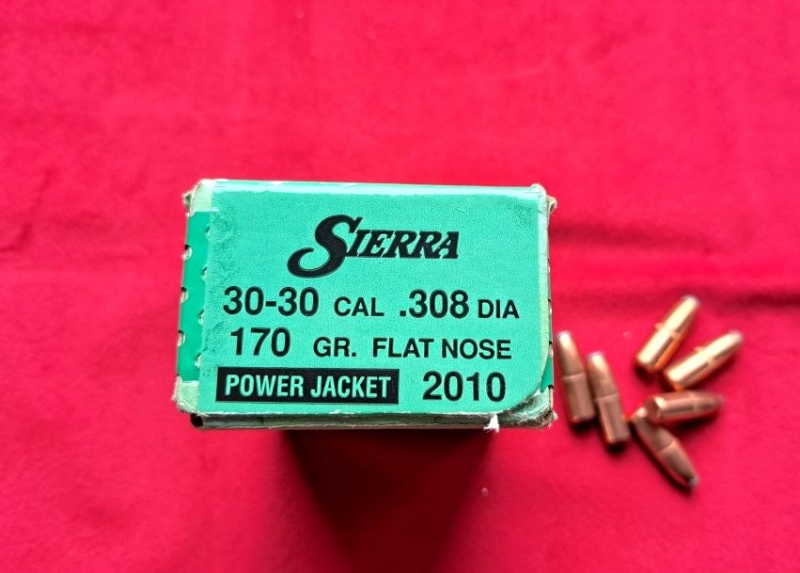 SIERRA
30-30 CAL .308 DIA
170 GR. FLAT NOSE
POWER JACKET 2010